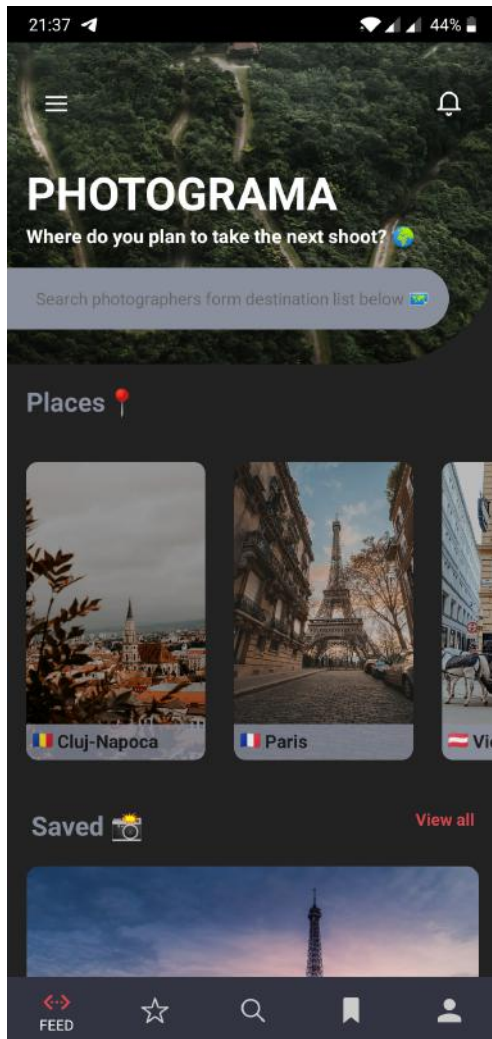 21:37 44%
PHOTOGRAMA
Where do you plan to take the next shoot? 🌍
Search photographers form destination list below 🗺️
Places 📍
🇷🇴 Cluj-Napoca 🇫🇷 Paris 🇦🇹 Vi
Saved 📸 View all
FEED